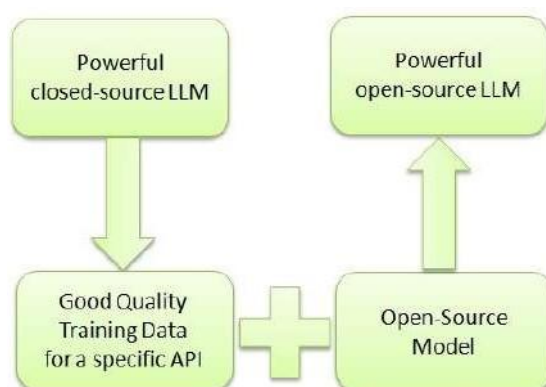 Powerful
closed-source LLM
Powerful
open-source LLM
Good Quality
Training Data
for a specific API
Open-Source
Model